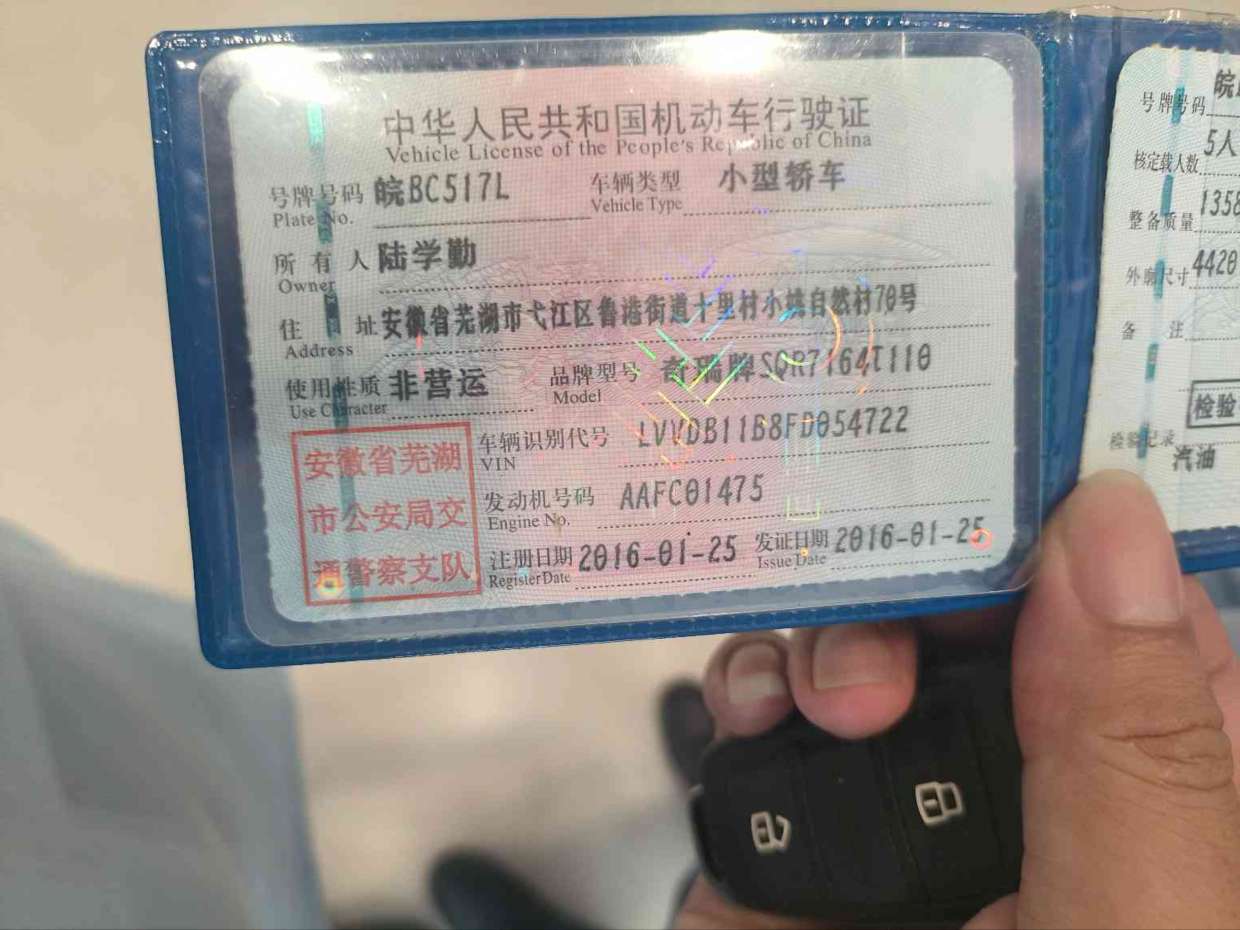 中华人民共和国机动车行驶证
Vehicle License of the People's Republic of China
号牌号码 皖BC517L 车辆类型 小型轿车
Plate No. Vehicle Type
所有人 陆学勤
Owner
住址 安徽省芜湖市弋江区鲁港街道十里村小桃自然村70号
Address
使用性质 非营运 品牌型号 奇瑞牌SQR7164T110
Use Character Model
车辆识别代号 LVVDB11B8FD054722
VIN
发动机号码 AAFC01475
Engine No.
注册日期 2016-01-25 发证日期 2016-01-25
Register Date Issue Date
安徽省芜湖
市公安局交
通警察支队
号牌号码 皖
核定载人数 5人
整备质量 1358
外廓尺寸 4420
备注
检验
检验记录
汽油